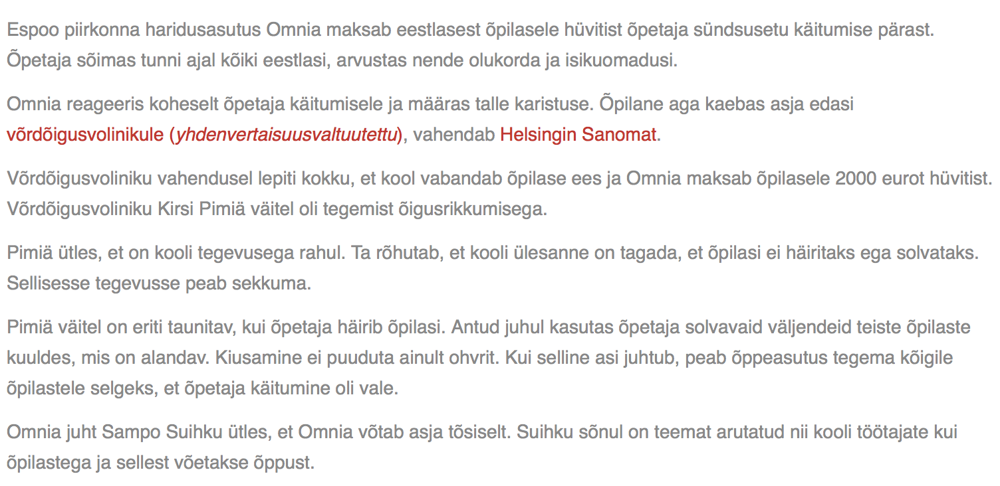 Espoo piirkonna haridusasutus Omnia maksab eestlasest õpilasele hüvitist õpetaja sündsusetu käitumise pärast.
Õpetaja sõimas tunni ajal kõiki eestlasi, arvustas nende olukorda ja isikuomadusi.
Omnia reageeris koheselt õpetaja käitumisele ja määras talle karistuse. Õpilane aga kaebas asja edasi
võrdõigusvolinikule (yhdenvertaisuusvaltuutettu), vahendab Helsingin Sanomat.
Võrdõigusvoliniku vahendusel lepiti kokku, et kool vabandab õpilase ees ja Omnia maksab õpilasele 2000 eurot hüvitist.
Võrdõigusvoliniku Kirsi Pimiä väitel oli tegemist õigusrikkumisega.
Pimiä ütles, et on kooli tegevusega rahul. Ta rõhutab, et kooli ülesanne on tagada, et õpilasi ei häiritaks ega solvataks.
Sellisesse tegevusse peab sekkuma.
Pimiä väitel on eriti taunitav, kui õpetaja häirib õpilasi. Antud juhul kasutas õpetaja solvavaid väljendeid teiste õpilaste
kuuldes, mis on alandav. Kiusamine ei puuduta ainult ohvrit. Kui selline asi juhtub, peab õppeasutus tegema kõigile
õpilastele selgeks, et õpetaja käitumine oli vale.
Omnia juht Sampo Suihku ütles, et Omnia võtab asja tõsiselt. Suihku sõnul on teemat arutatud nii kooli töötajate kui
õpilastega ja sellest võetakse õppust.